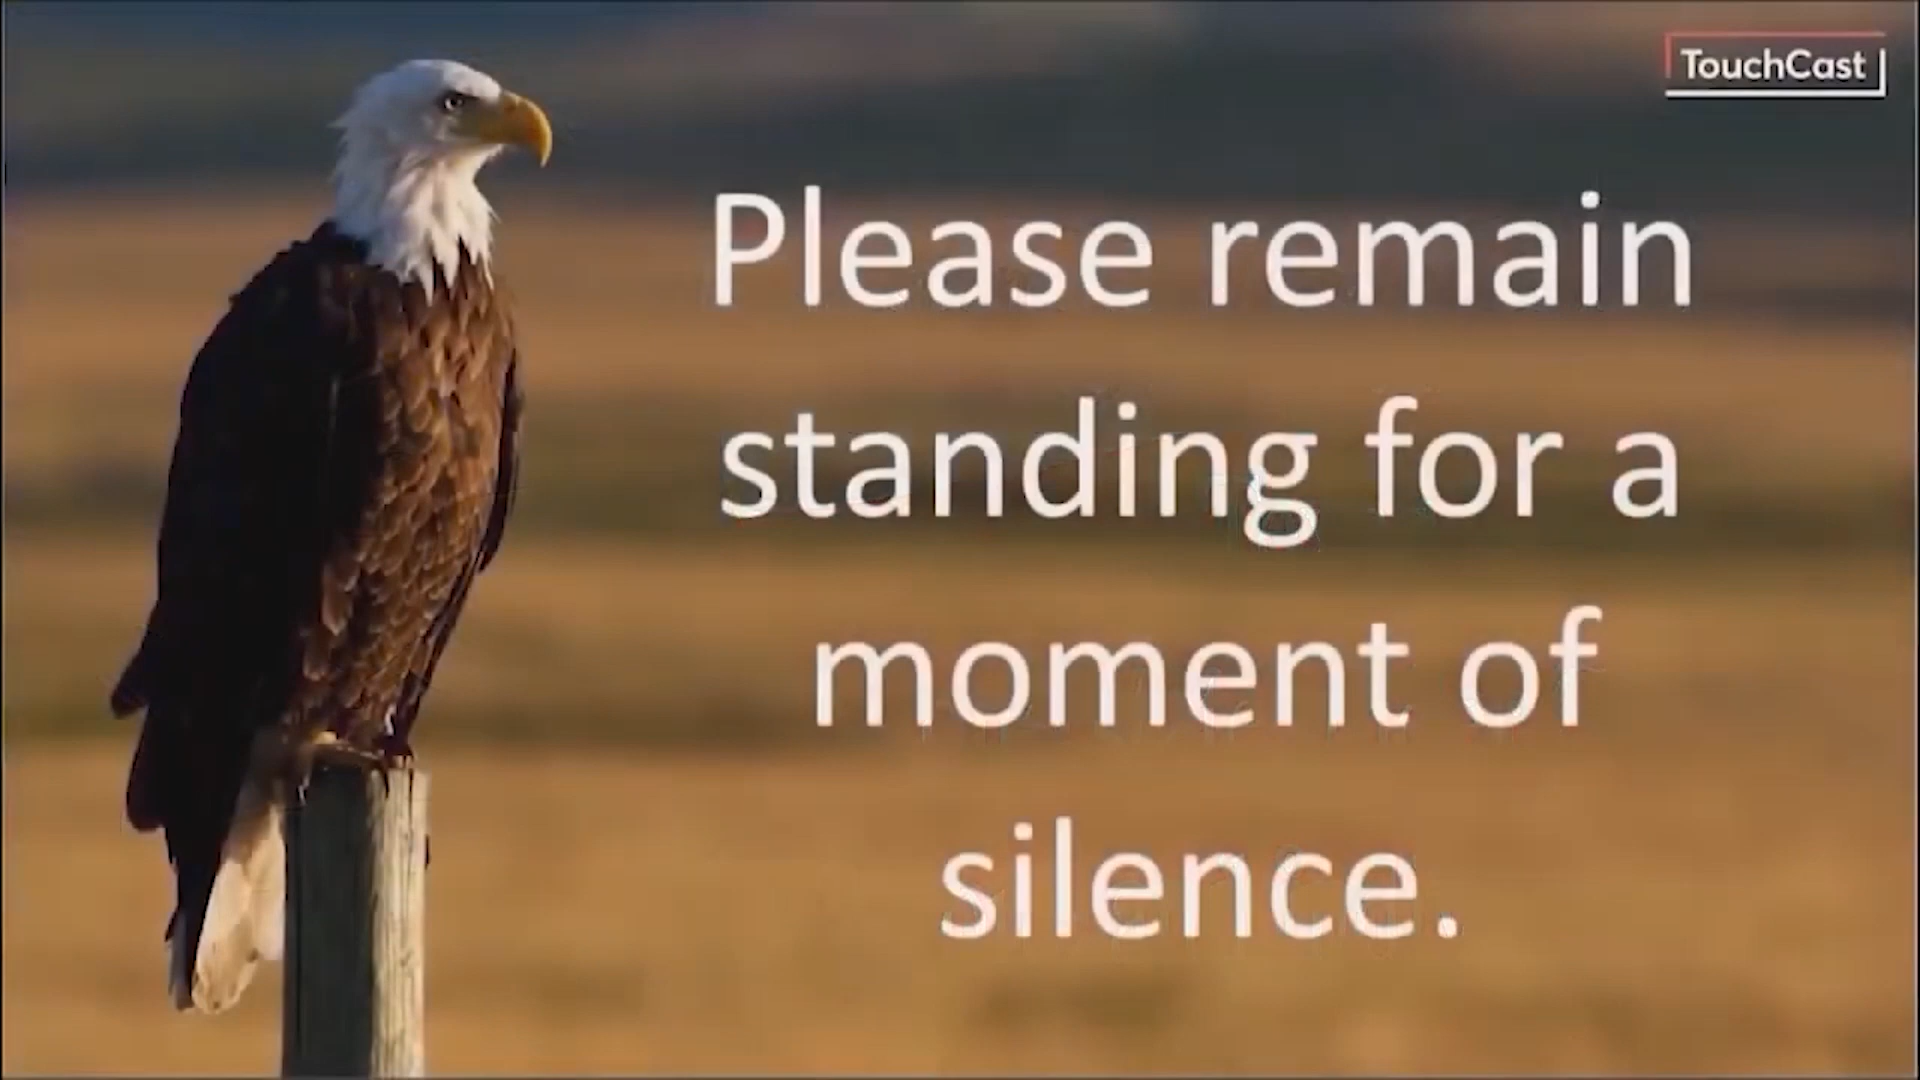 TouchCast
Please remain
standing for a
moment of
silence.